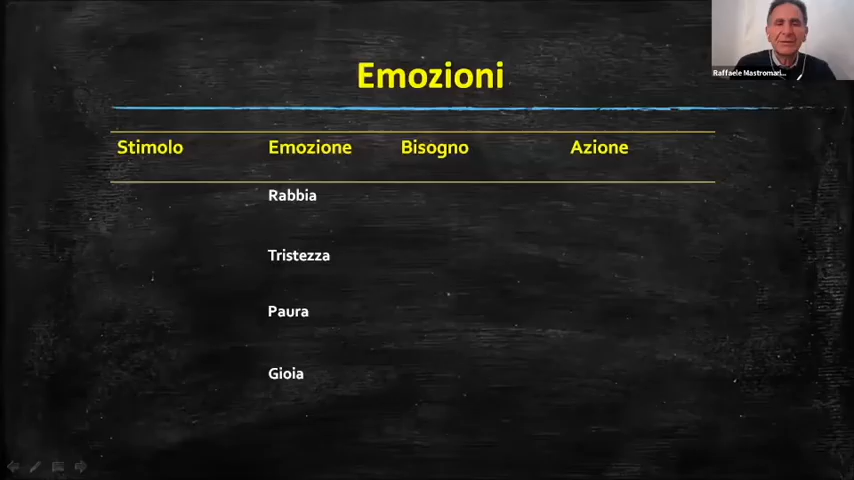 Raffaele Mastromari...
Emozioni
Stimolo Emozione Bisogno Azione
Rabbia
Tristezza
Paura
Gioia